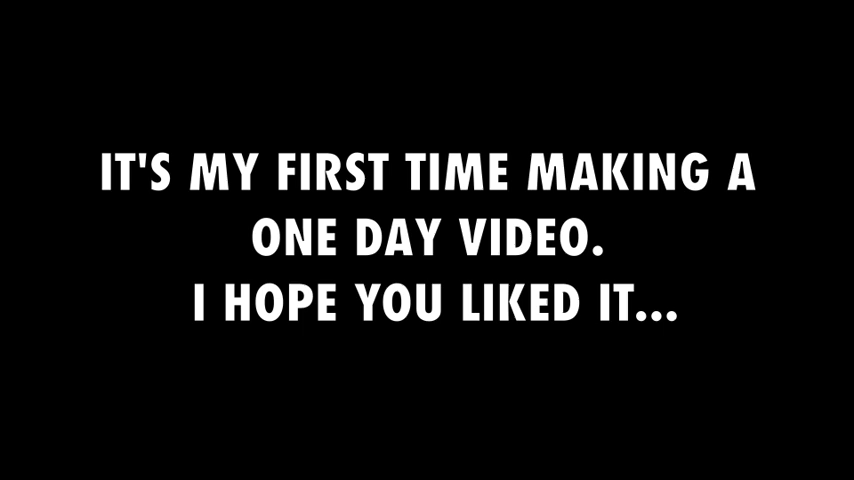 IT'S MY FIRST TIME MAKING A
ONE DAY VIDEO.
I HOPE YOU LIKED IT...